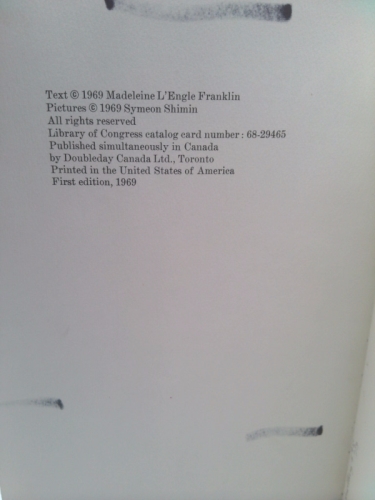 Text © 1969 Madeleine L'Engle Franklin
Pictures © 1969 Symeon Shimin
All rights reserved
Library of Congress catalog card number: 68-29465
Published simultaneously in Canada
by Doubleday Canada Ltd., Toronto
Printed in the United States of America
First edition, 1969